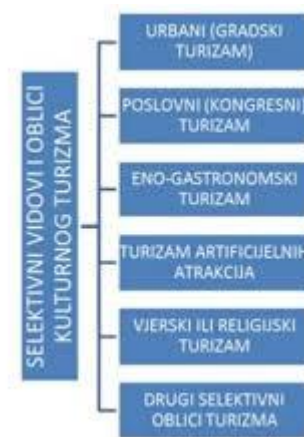 SELEKTIVNI VIDOVI I OBLICI
KULTURNOG TURIZMA
URBANI (GRADSKI
TURIZAM)
POSLOVNI (KONGRESNI)
TURIZAM
ENO-GASTRONOMSKI
TURIZAM
TURIZAM ARTIFICIJELNIH
ATRAKCIJA
VJERSKI ILI RELIGIJSKI
TURIZAM
DRUGI SELEKTIVNI
OBLICI TURIZMA